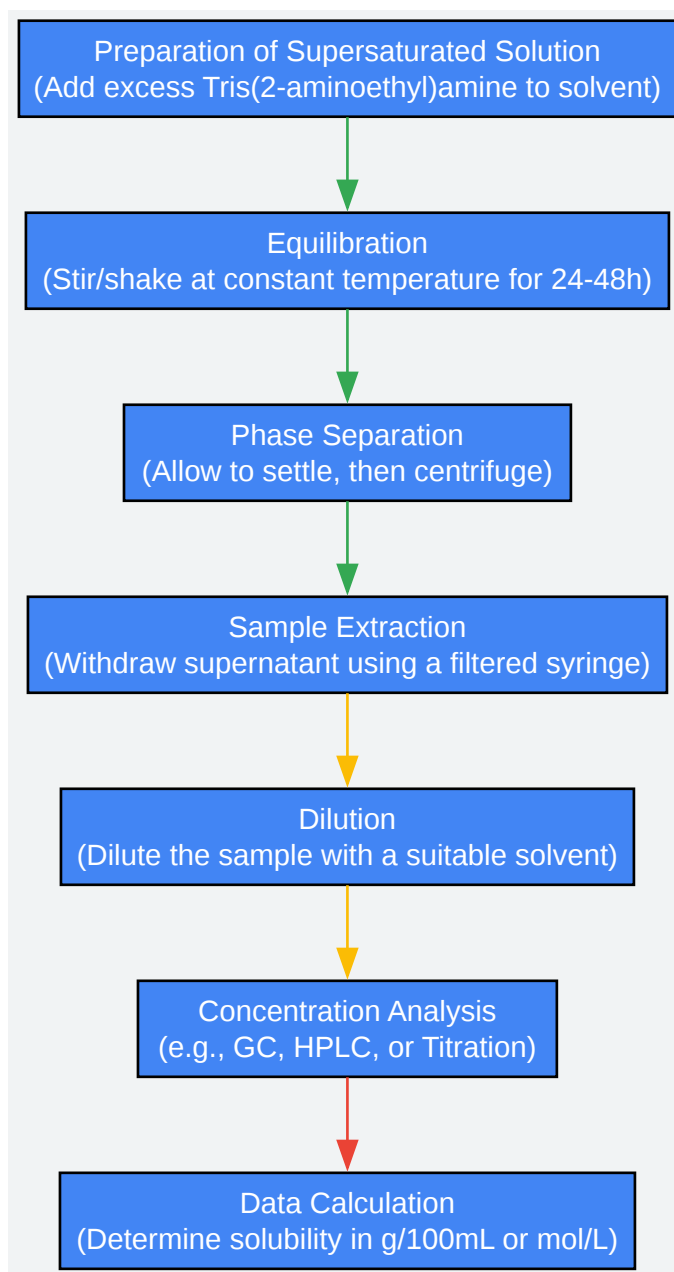 Preparation of Supersaturated Solution
(Add excess Tris(2-aminoethyl)amine to solvent)
Equilibration
(Stir/shake at constant temperature for 24-48h)
Phase Separation
(Allow to settle, then centrifuge)
Sample Extraction
(Withdraw supernatant using a filtered syringe)
Dilution
(Dilute the sample with a suitable solvent)
Concentration Analysis
(e.g., GC, HPLC, or Titration)
Data Calculation
(Determine solubility in g/100mL or mol/L)